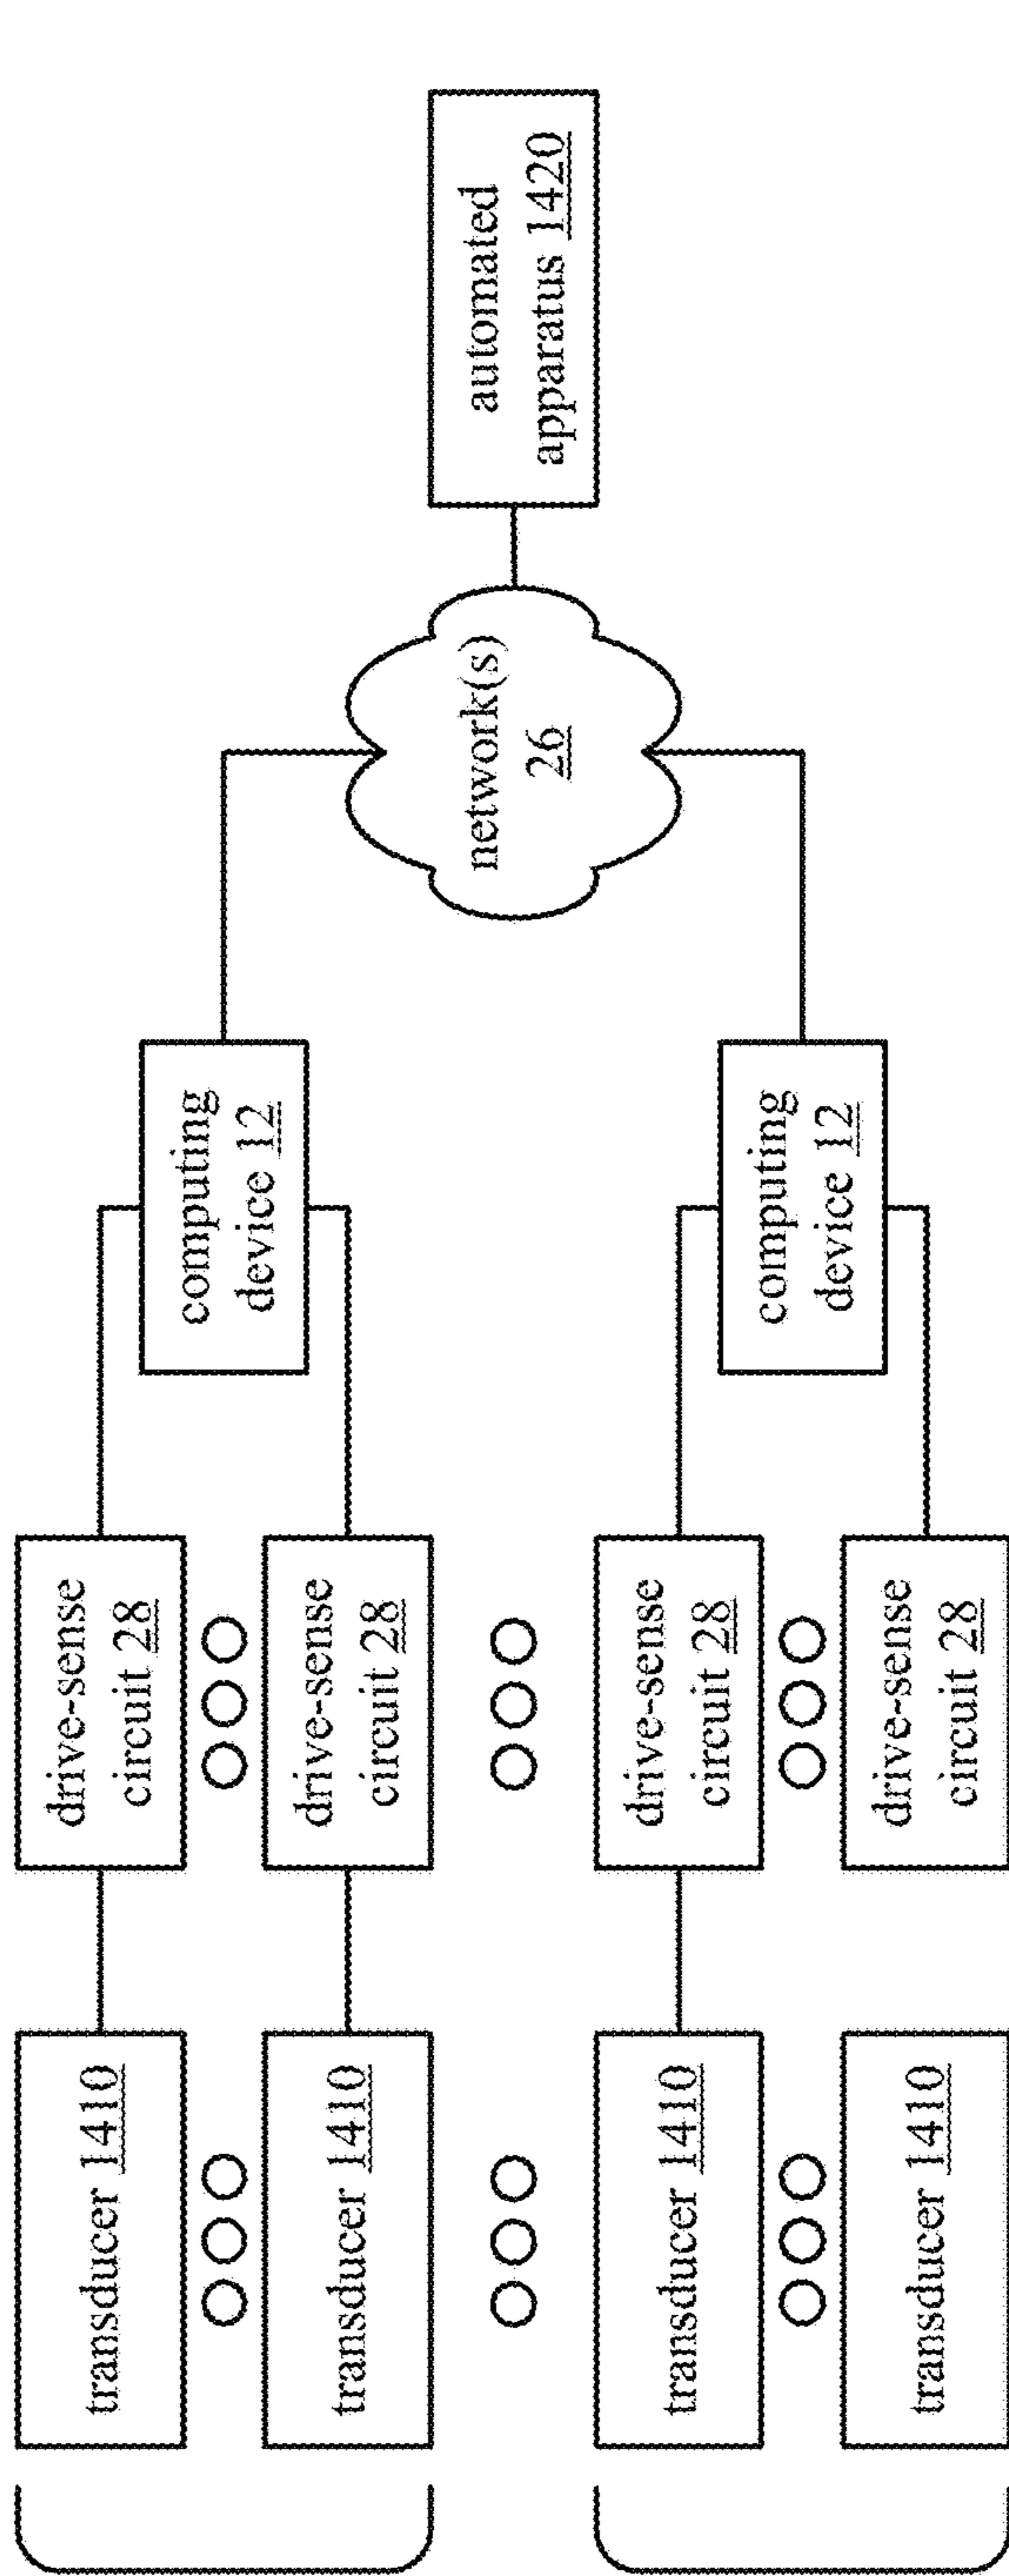 transducer 1410
drive-sense
circuit 28
computing
device 12
transducer 1410
drive-sense
circuit 28
network(s)
26
automated
apparatus 1420
transducer 1410
drive-sense
circuit 28
computing
device 12
transducer 1410
drive-sense
circuit 28